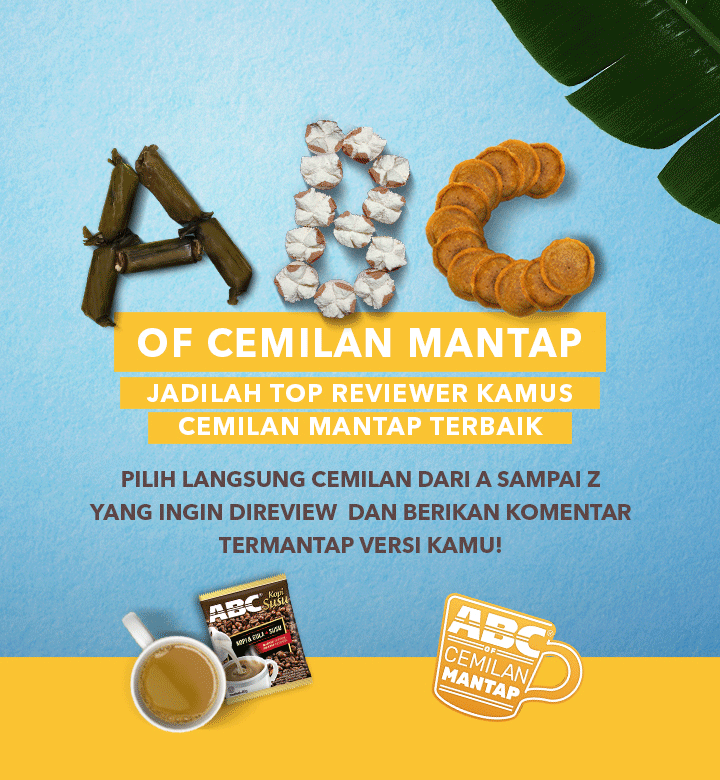 ABC
OF CEMILAN MANTAP
JADILAH TOP REVIEWER KAMUS
CEMILAN MANTAP TERBAIK
PILIH LANGSUNG CEMILAN DARI A SAMPAI Z
YANG INGIN DIREVIEW DAN BERIKAN KOMENTAR
TERMANTAP VERSI KAMU!
ABC
Kopi
Susu
KOPI & GULA - SUSU
ABC
OF
CEMILAN
MANTAP